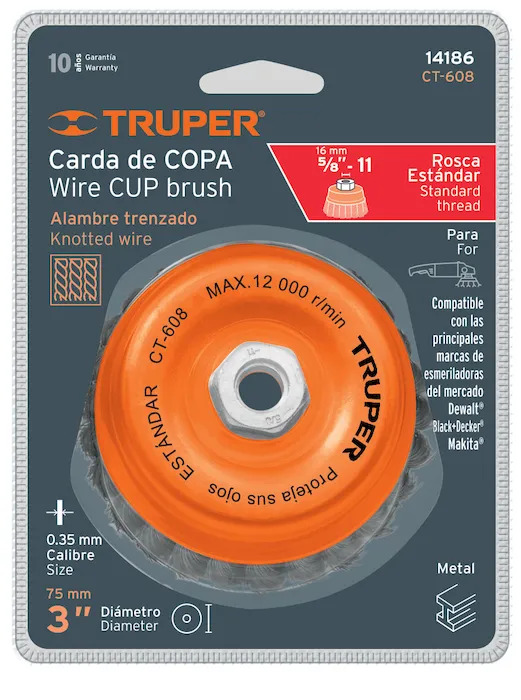 10 años Garantía
Warranty
14186
CT-608
TRUPER®
Carda de COPA
Wire CUP brush
Alambre trenzado
Knotted wire
16 mm
5/8" - 11
Rosca
Estándar
Standard
thread
Para
For
Compatible
con las
principales
marcas de
esmeriladoras
del mercado
Dewalt®
Black+Decker®
Makita®
MAX.12 000 r/min
CT-608
ESTÁNDAR
TRUPER
Proteja sus ojos
0.35 mm
Calibre
Size
75 mm
3" Diámetro
Diameter
Metal